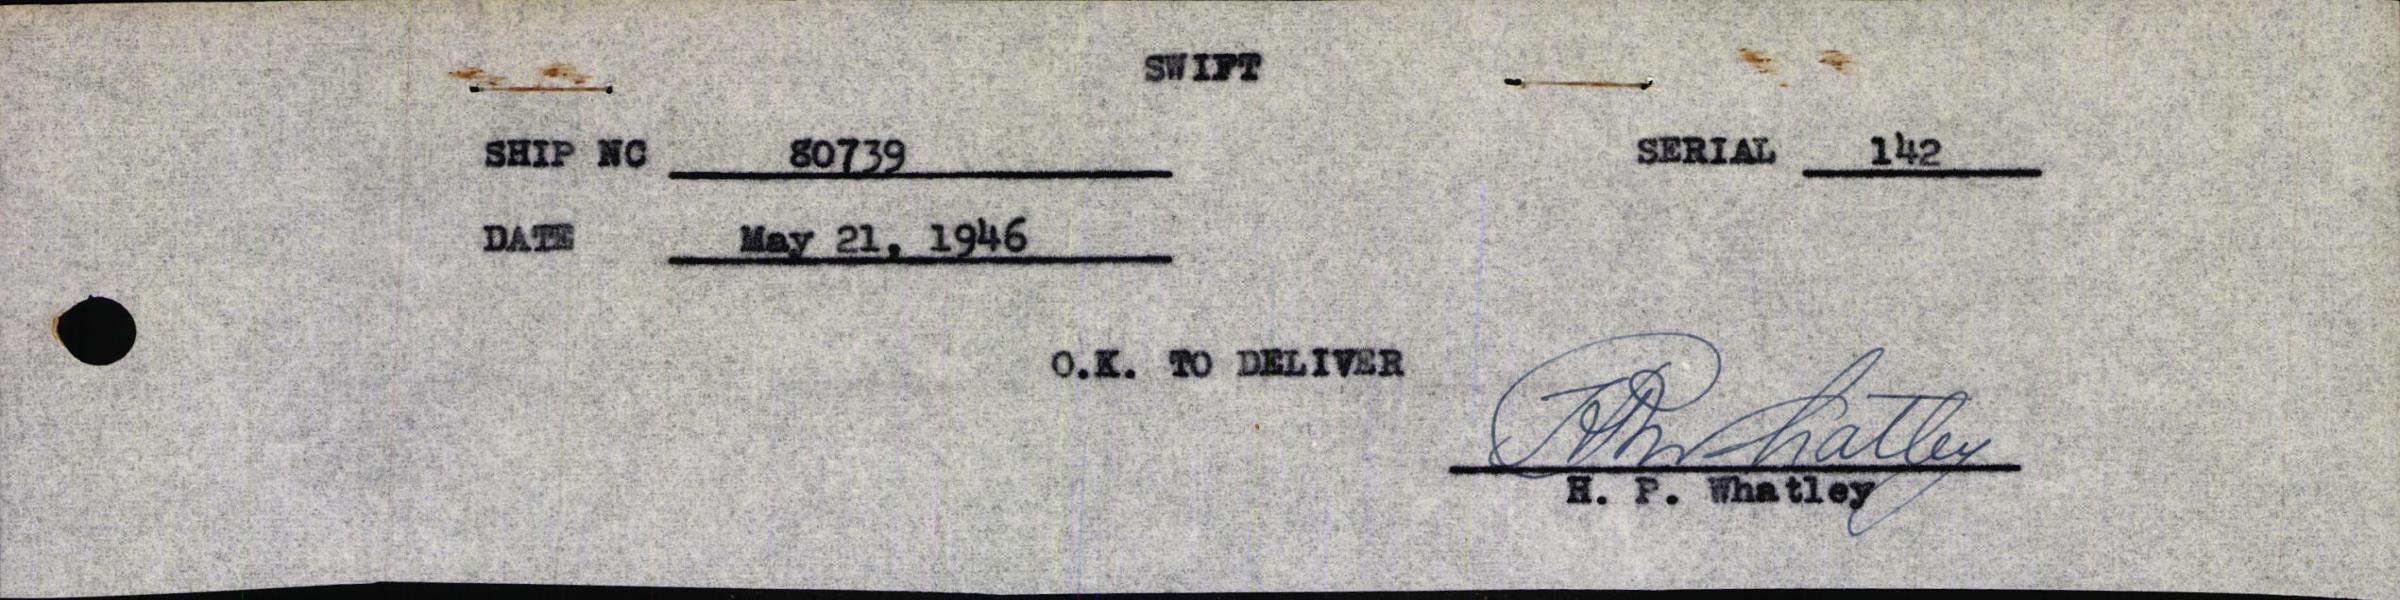 SWIFT
SHIP NC 80739 SERIAL 142
DATE May 21, 1946
O.K. TO DELIVER
H P Whatley
H. P. Whatley